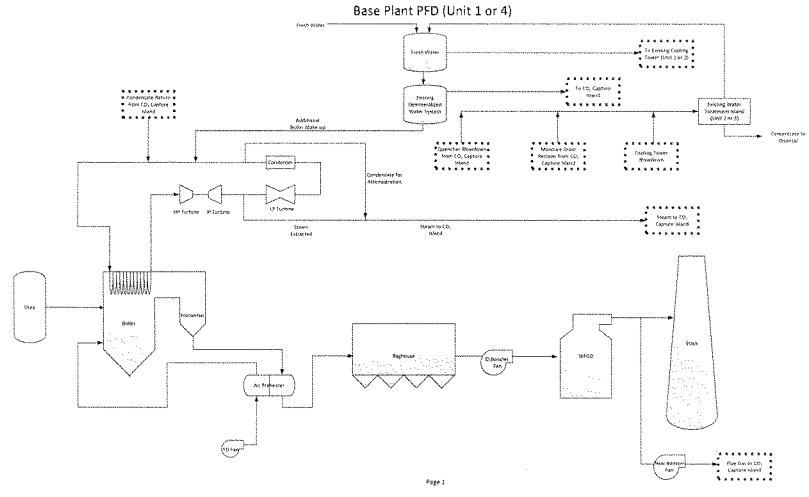 Base Plant PFD (Unit 1 or 4)
Fresh Water
Fresh Water
To Existing Cooling
Tower (Unit 2 or 3)
Existing
Demineralized
Water System
To CO₂ Capture
Island
Condensate Return
from CO₂ Capture
Island
Additional
Boiler Make-up
Existing Water
Treatment Island
(Unit 2 or 3)
Concentrate to
Disposal
Quencher Blowdown
from CO₂ Capture
Island
from CO₂
Capture Island
Cooling Tower
Blowdown
Condenser
Condensate for
Attemperation
HP Turbine
IP Turbine
LP Turbine
Steam
Extracted
Steam to CO₂
Island
Steam to CO₂
Capture Island
Boiler
Economizer
Air Preheater
FD Fan
Baghouse
ID Booster
Fan
WFGD
Stack
Booster
Fan
Flue Gas to CO₂
Capture Island
Page 1